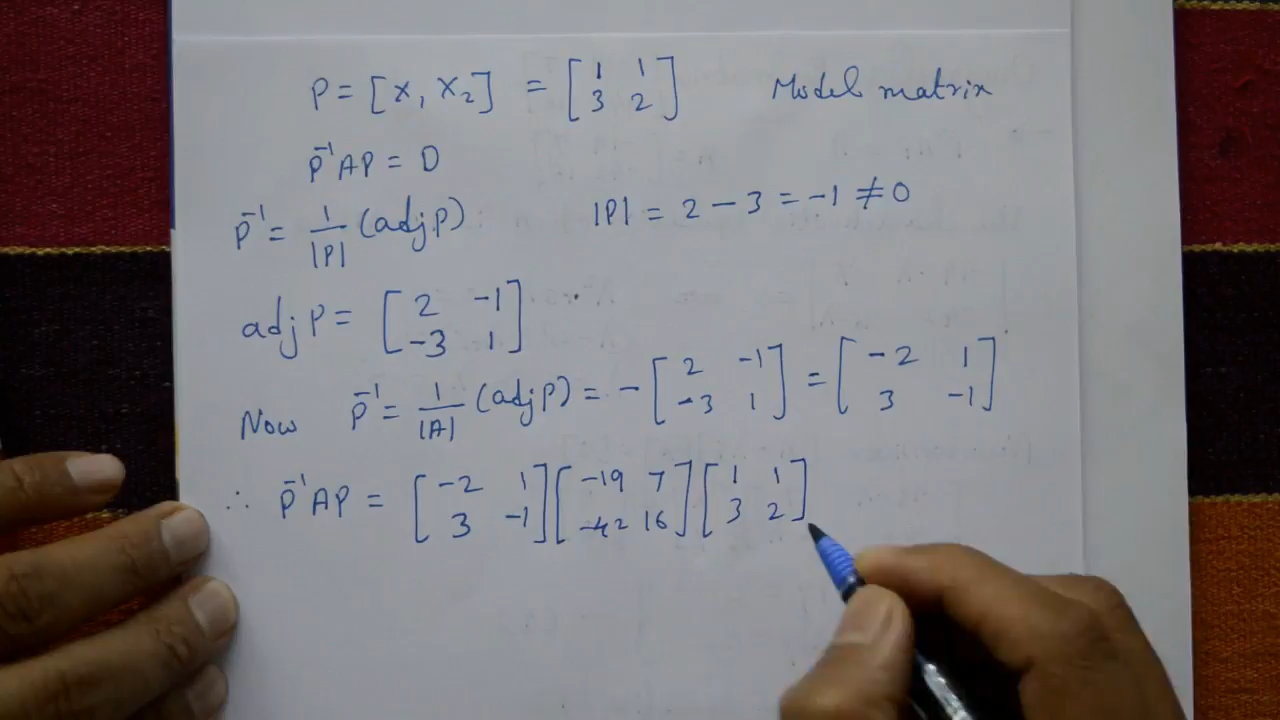 P = [X₁ X₂] = [1 1; 3 2] Model matrix
P⁻¹AP = D
P⁻¹ = 1/|P| (adj.P) |P| = 2 - 3 = -1 ≠ 0
adj P = [2 -1; -3 1]
Now P⁻¹ = 1/|A| (adj P) = -[2 -1; -3 1] = [-2 1; 3 -1]
∴ P⁻¹AP = [-2 1; 3 -1][-19 7; -42 16][1 1; 3 2]